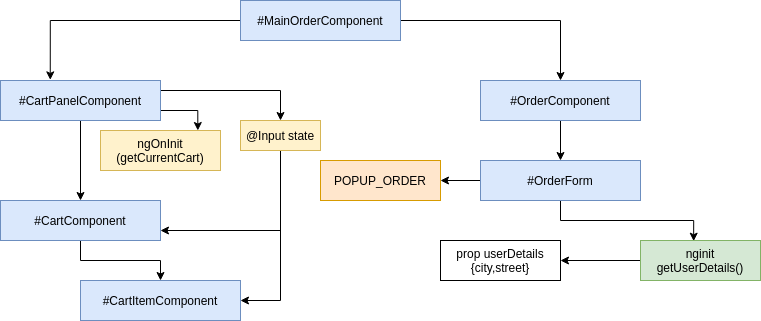 #MainOrderComponent
#CartPanelComponent
#OrderComponent
ngOnInit
(getCurrentCart)
@Input state
POPUP_ORDER
#OrderForm
#CartComponent
prop userDetails
{city,street}
nginit
getUserDetails()
#CartItemComponent